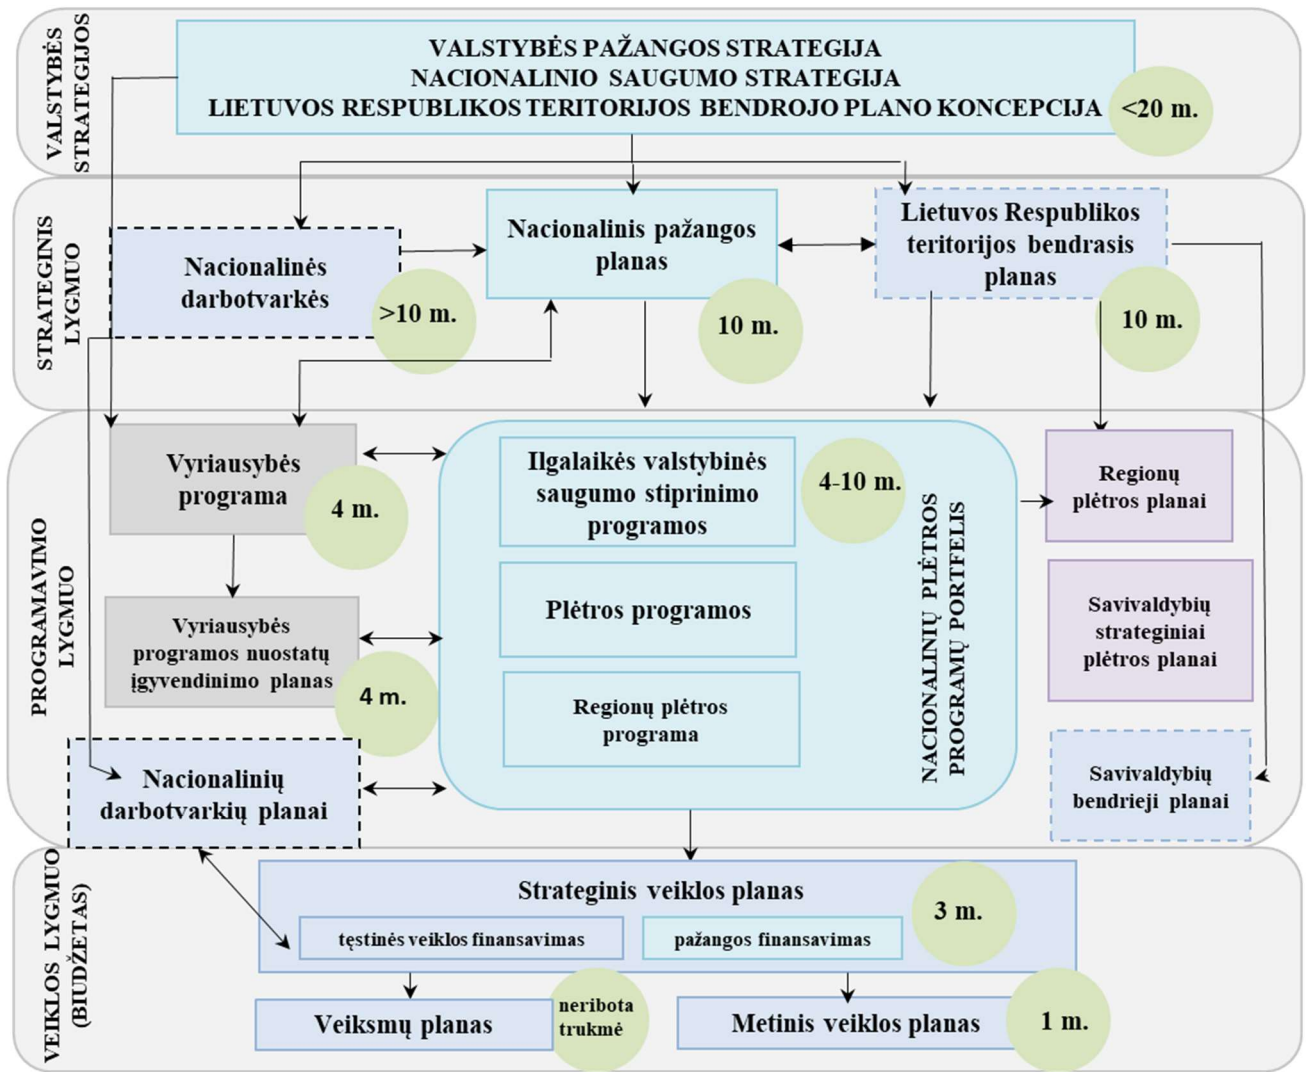 VALSTYBĖS
STRATEGIJOS
VALSTYBĖS PAŽANGOS STRATEGIJA
NACIONALINIO SAUGUMO STRATEGIJA
LIETUVOS RESPUBLIKOS TERITORIJOS BENDROJO PLANO KONCEPCIJA
<20 m.
STRATEGINIS
LYGMUO
Nacionalinės
darbotvarkės
>10 m.
Nacionalinis pažangos
planas
10 m.
Lietuvos Respublikos
teritorijos bendrasis
planas
10 m.
PROGRAMAVIMO
LYGMUO
Vyriausybės
programa
4 m.
Vyriausybės
programos nuostatų
įgyvendinimo planas
4 m.
Nacionalinių
darbotvarkių planai
Ilgalaikės valstybinės
saugumo stiprinimo
programos
4-10 m.
Plėtros programos
Regionų plėtros
programa
NACIONALINIŲ PLĖTROS
PROGRAMŲ PORTFELIS
Regionų
plėtros planai
Savivaldybių
strateginiai
plėtros planai
Savivaldybių
bendrieji planai
VEIKLOS LYGMUO
(BIUDŽETAS)
Strateginis veiklos planas
3 m.
tęstinės veiklos finansavimas
pažangos finansavimas
Veiksmų planas
neribota
trukmė
Metinis veiklos planas
1 m.